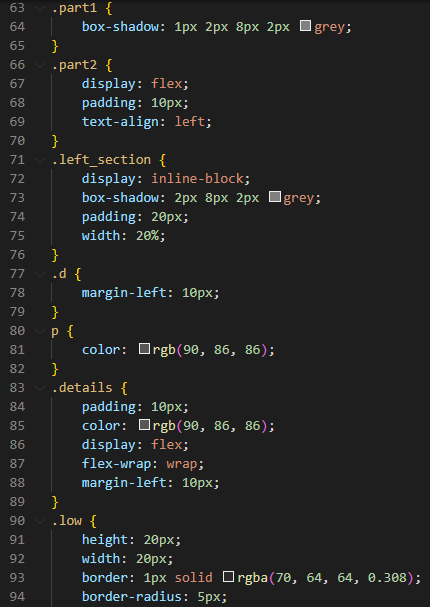 63 .part1 {
64     box-shadow: 1px 2px 8px 2px grey;
65 }
66 .part2 {
67     display: flex;
68     padding: 10px;
69     text-align: left;
70 }
71 .left_section {
72     display: inline-block;
73     box-shadow: 2px 8px 2px grey;
74     padding: 20px;
75     width: 20%;
76 }
77 .d {
78     margin-left: 10px;
79 }
80 p {
81     color: rgb(90, 86, 86);
82 }
83 .details {
84     padding: 10px;
85     color: rgb(90, 86, 86);
86     display: flex;
87     flex-wrap: wrap;
88     margin-left: 10px;
89 }
90 .low {
91     height: 20px;
92     width: 20px;
93     border: 1px solid rgba(70, 64, 64, 0.308);
94     border-radius: 5px;